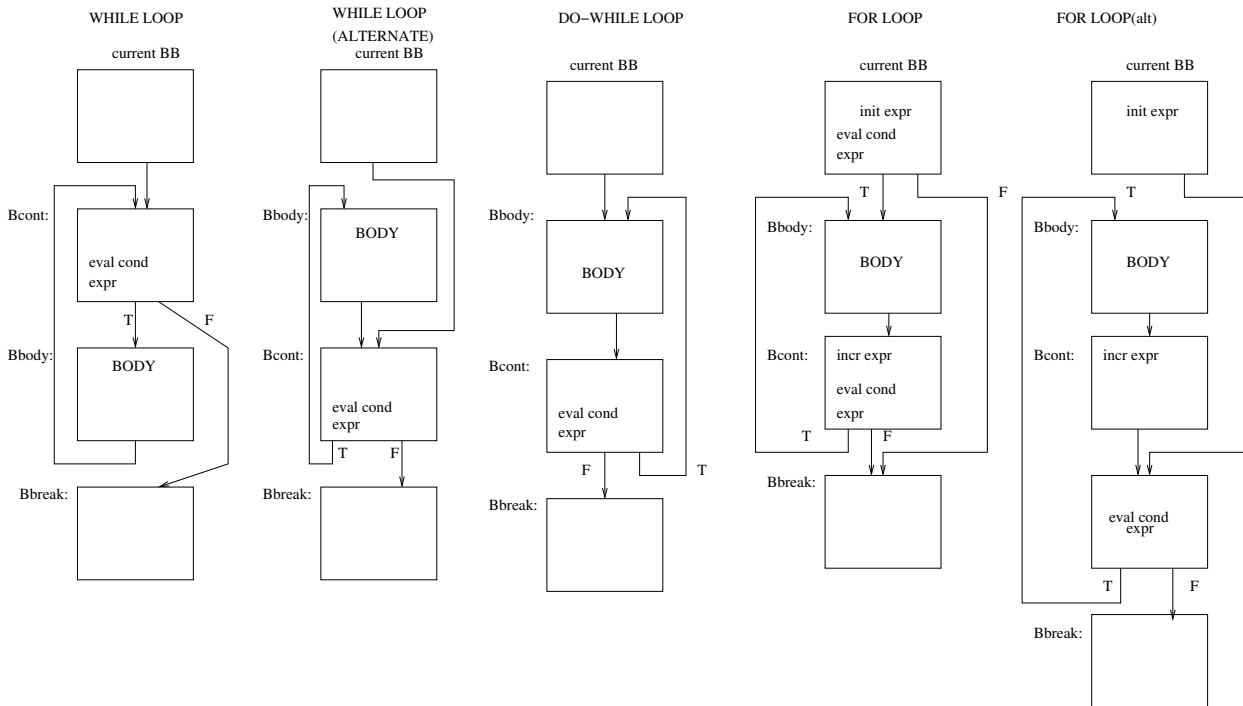 WHILE LOOP
current BB
Bcont:
eval cond
expr
T
F
Bbody:
BODY
Bbreak:
WHILE LOOP
(ALTERNATE)
current BB
Bbody:
BODY
Bcont:
eval cond
expr
T
F
Bbreak:
DO-WHILE LOOP
current BB
Bbody:
BODY
Bcont:
eval cond
expr
F
T
Bbreak:
FOR LOOP
current BB
init expr
eval cond
expr
T
F
Bbody:
BODY
Bcont:
incr expr
eval cond
expr
T
F
Bbreak:
FOR LOOP(alt)
current BB
init expr
T
Bbody:
BODY
Bcont:
incr expr
eval cond
expr
T
F
Bbreak: